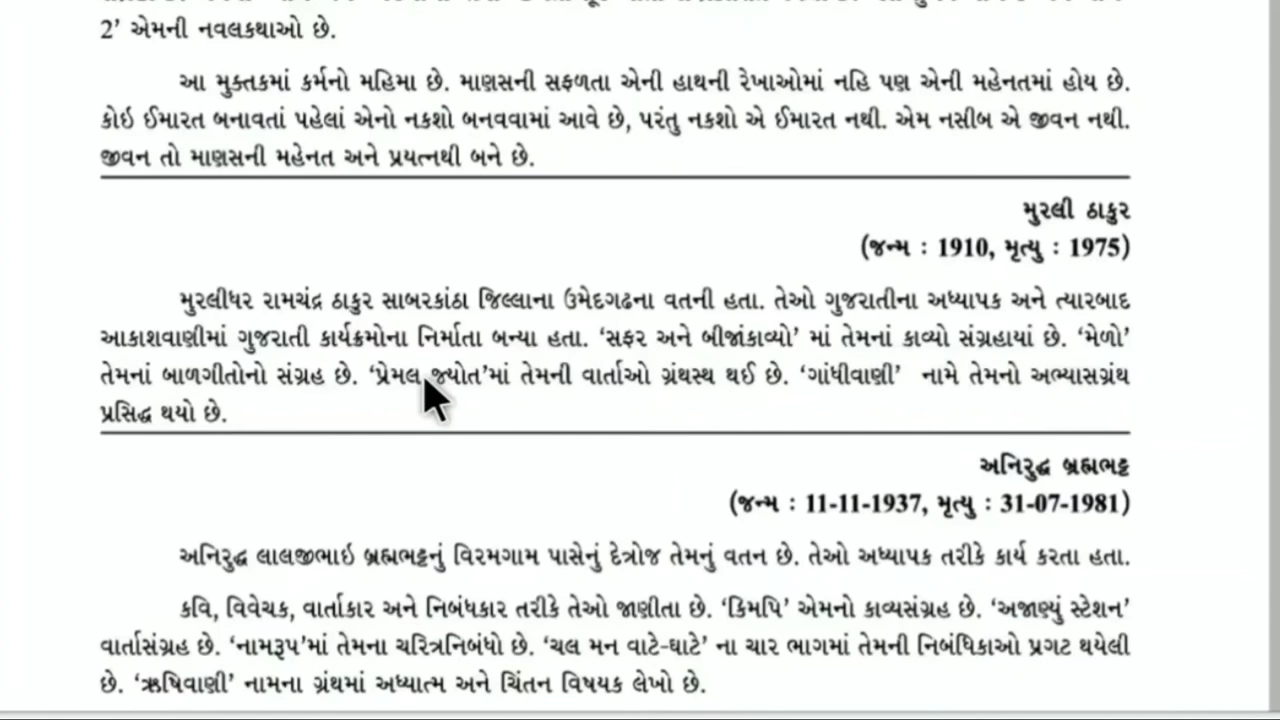 2’ એમની નવલકથાઓ છે.
આ મુક્તકમાં કર્મનો મહિમા છે. માણસની સફળતા એની હાથની રેખાઓમાં નહિ પણ એની મહેનતમાં હોય છે.
કોઇ ઈમારત બનાવતાં પહેલાં એનો નકશો બનવવામાં આવે છે, પરંતુ નકશો એ ઈમારત નથી. એમ નસીબ એ જીવન નથી.
જીવન તો માણસની મહેનત અને પ્રયત્નથી બને છે.
મુરલી ઠાકુર
(જન્મ : 1910, મૃત્યુ : 1975)
મુરલીધર રામચંદ્ર ઠાકુર સાબરકાંઠા જિલ્લાના ઉમેદગઢના વતની હતા. તેઓ ગુજરાતીના અધ્યાપક અને ત્યારબાદ
આકાશવાણીમાં ગુજરાતી કાર્યક્રમોના નિર્માતા બન્યા હતા. ‘સફર અને બીજાંકાવ્યો’ માં તેમનાં કાવ્યો સંગ્રહાયાં છે. ‘મેળો’
તેમનાં બાળગીતોનો સંગ્રહ છે. ‘પ્રેમલ જ્યોત’માં તેમની વાર્તાઓ ગ્રંથસ્થ થઈ છે. ‘ગાંધીવાણી’ નામે તેમનો અભ્યાસગ્રંથ
પ્રસિદ્ધ થયો છે.
અનિરુદ્ધ બ્રહ્મભટ્ટ
(જન્મ : 11-11-1937, મૃત્યુ : 31-07-1981)
અનિરુદ્ધ લાલજીભાઇ બ્રહ્મભટ્ટનું વિરમગામ પાસેનું દેત્રોજ તેમનું વતન છે. તેઓ અધ્યાપક તરીકે કાર્ય કરતા હતા.
કવિ, વિવેચક, વાર્તાકાર અને નિબંધકાર તરીકે તેઓ જાણીતા છે. ‘કિમપિ’ એમનો કાવ્યસંગ્રહ છે. ‘અજાણ્યું સ્ટેશન’
વાર્તાસંગ્રહ છે. ‘નામરૂપ’માં તેમના ચરિત્રનિબંધો છે. ‘ચલ મન વાટે-ઘાટે’ ના ચાર ભાગમાં તેમની નિબંધિકાઓ પ્રગટ થયેલી
છે. ‘ઋષિવાણી’ નામના ગ્રંથમાં અધ્યાત્મ અને ચિંતન વિષયક લેખો છે.